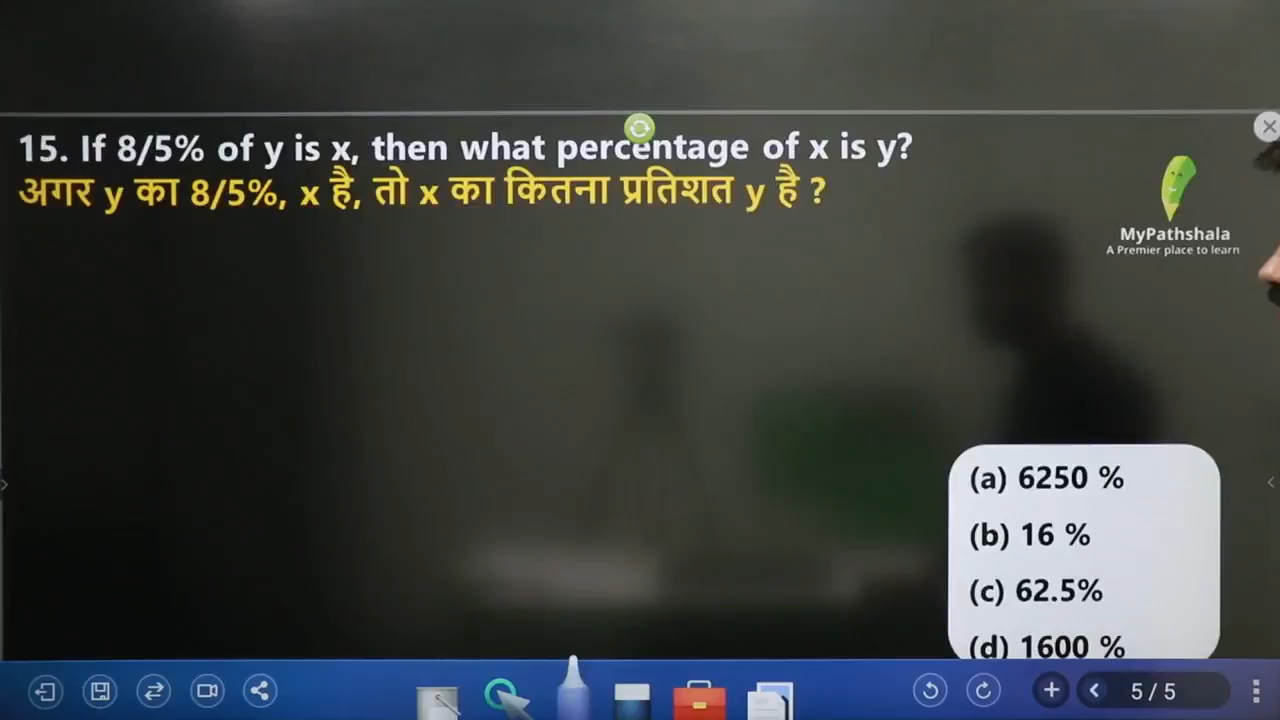 15. If 8/5% of y is x, then what percentage of x is y?
अगर y का 8/5%, x है, तो x का कितना प्रतिशत y है ?
MyPathshala
A Premier place to learn
(a) 6250 %
(b) 16 %
(c) 62.5%
(d) 1600 %
5 / 5